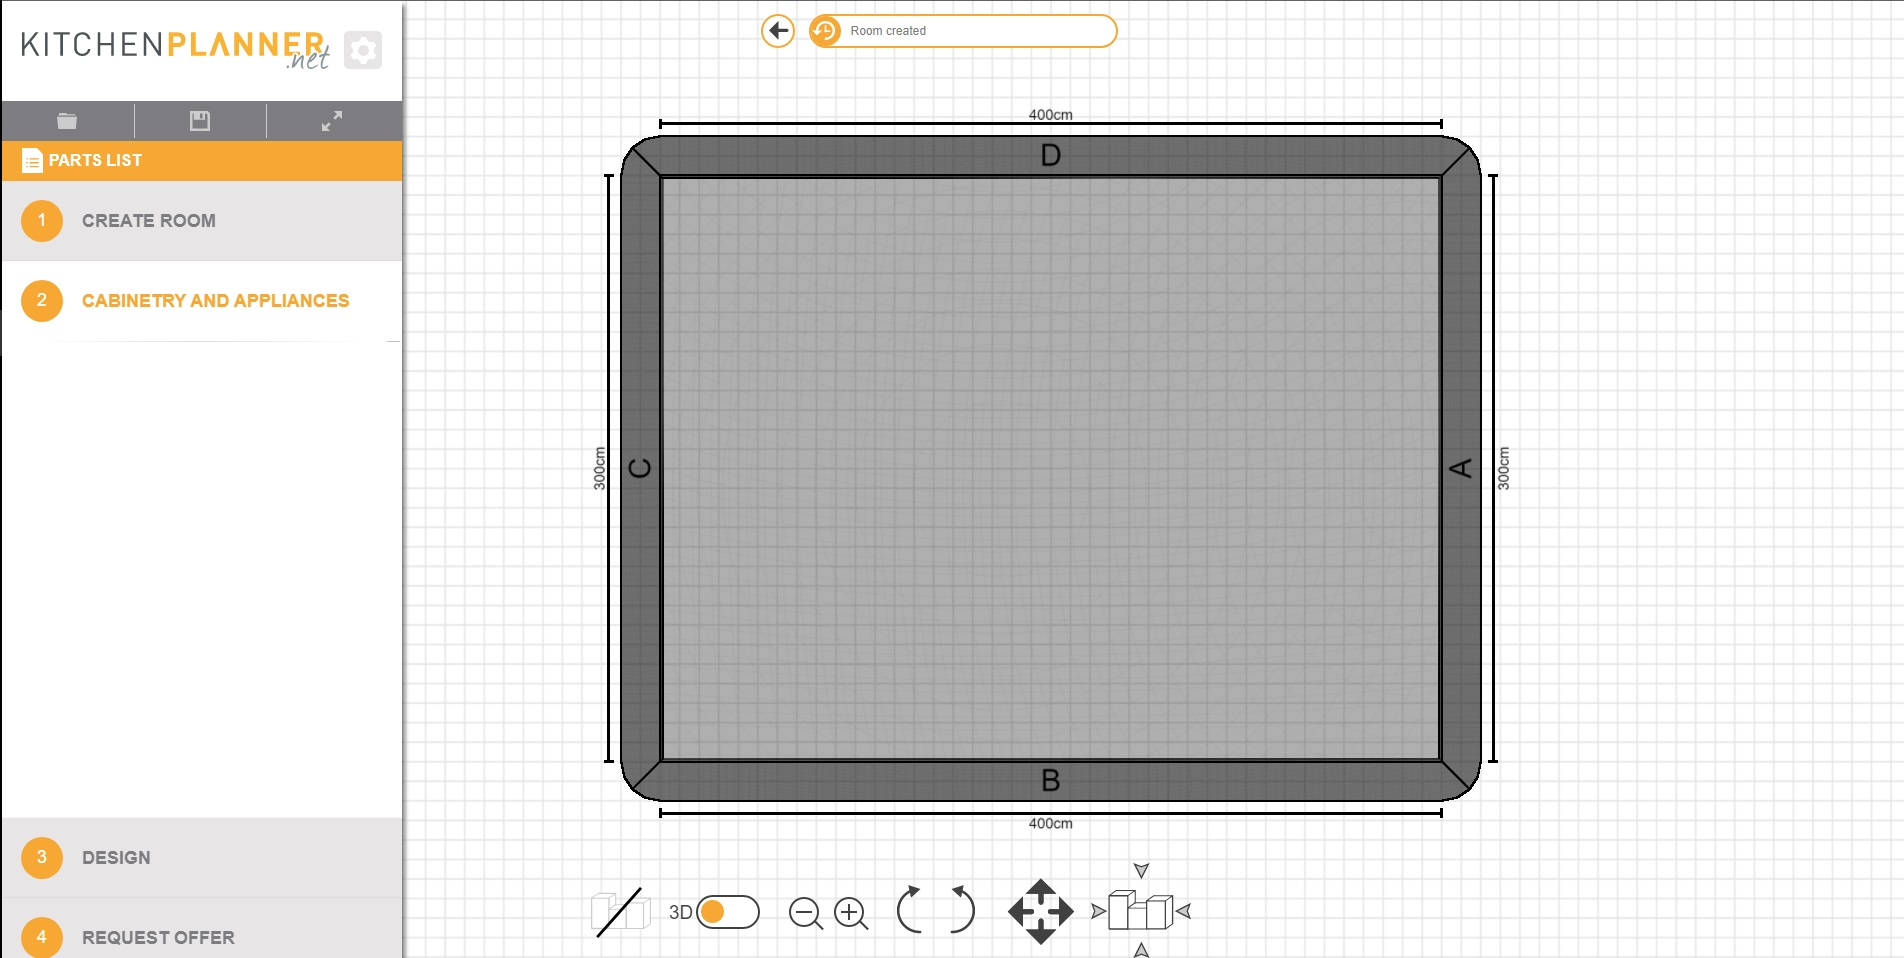 KITCHENPLANNER
.net
PARTS LIST
1 CREATE ROOM
2 CABINETRY AND APPLIANCES
3 DESIGN
4 REQUEST OFFER
Room created
400cm
D
300cm
C
A
300cm
B
400cm
3D